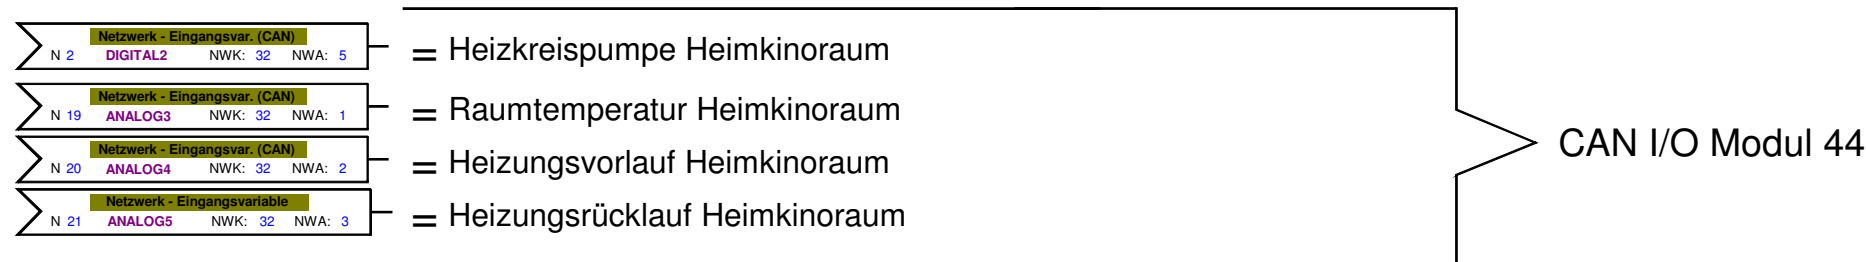 Netzwerk - Eingangsvar. (CAN)
N 2 DIGITAL2 NWK: 32 NWA: 5
= Heizkreispumpe Heimkinoraum
Netzwerk - Eingangsvar. (CAN)
N 19 ANALOG3 NWK: 32 NWA: 1
= Raumtemperatur Heimkinoraum
Netzwerk - Eingangsvar. (CAN)
N 20 ANALOG4 NWK: 32 NWA: 2
= Heizungsvorlauf Heimkinoraum
Netzwerk - Eingangsvariable
N 21 ANALOG5 NWK: 32 NWA: 3
= Heizungsrücklauf Heimkinoraum
CAN I/O Modul 44